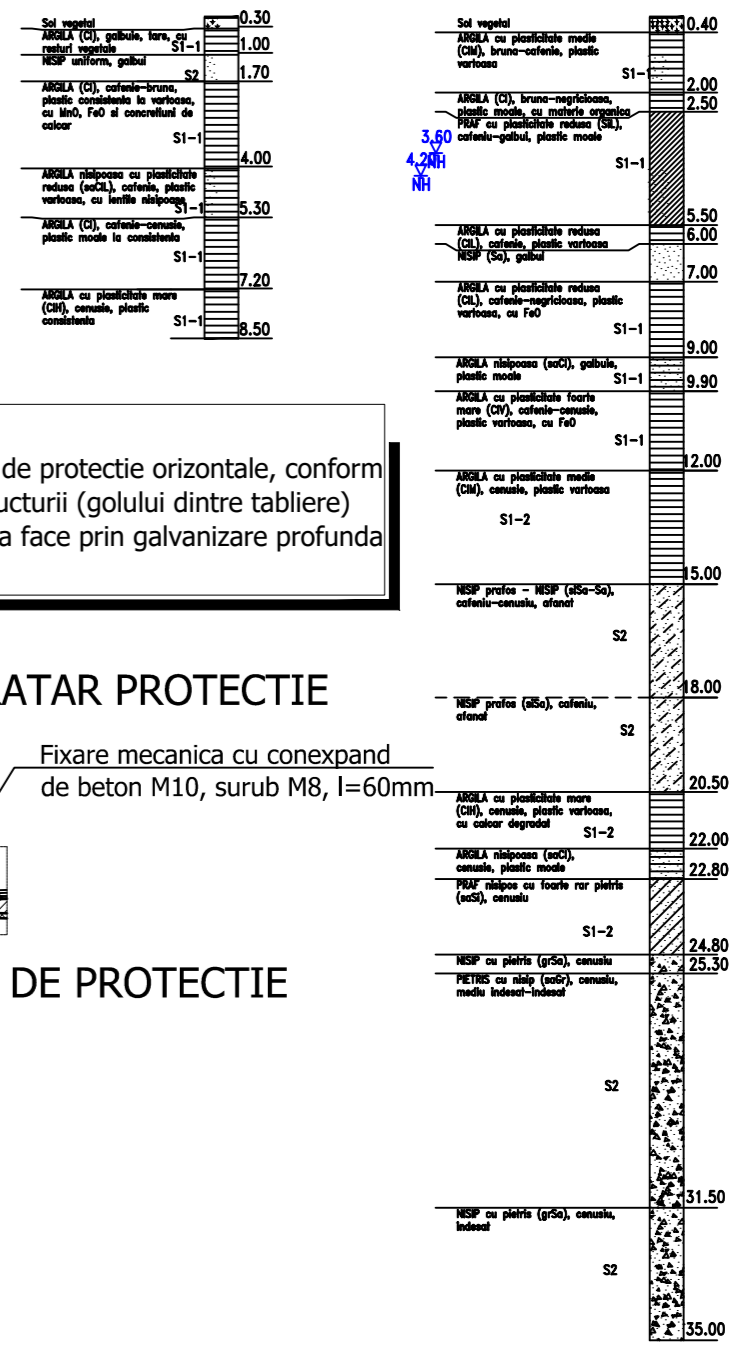 Sol vegetal
0.30
ARGILA (Cl), galbuie, tare, cu
resturi vegetale
S1-1
1.00
NISIP uniform, galbui
S2
1.70
ARGILA (Cl), cafenie-bruna,
plastic consistenta la vartoasa,
cu MnO, FeO si concretiuni de
calcar
S1-1
4.00
ARGILA nisipoasa cu plasticitate
redusa (saCIL), cafenie, plastic
vartoasa, cu lentile nisipoase
S1-1
5.30
ARGILA (Cl), cafenie-cenusie,
plastic moale la consistenta
S1-1
7.20
ARGILA cu plasticitate mare
(CIH), cenusie, plastic
consistenta
S1-1
8.50
de protectie orizontale, conform
ucturii (golului dintre tabliere)
a face prin galvanizare profunda
ATAR PROTECTIE
Fixare mecanica cu conexpand
de beton M10, surub M8, l=60mm
DE PROTECTIE
Sol vegetal
0.40
ARGILA cu plasticitate medie
(CIM), bruna-cafenie, plastic
vartoasa
S1-1
2.00
ARGILA (Cl), bruna-negricioasa,
plastic moale, cu materie organica
2.50
PRAF cu plasticitate redusa (SIL),
cafeniu-galbui, plastic moale
3.60
NH
4.20
NH
S1-1
5.50
ARGILA cu plasticitate redusa
(CIL), cafenie, plastic vartoasa
6.00
NISIP (Sa), galbui
7.00
ARGILA cu plasticitate redusa
(CIL), cafenie-negricioasa, plastic
vartoasa, cu FeO
S1-1
9.00
ARGILA nisipoasa (saCl), galbuie,
plastic moale
S1-1
9.90
ARGILA cu plasticitate foarte
mare (CIV), cafenie-cenusie,
plastic vartoasa, cu FeO
S1-1
12.00
ARGILA cu plasticitate medie
(CIM), cenusie, plastic vartoasa
S1-2
15.00
NISIP prafos - NISIP (siSa-Sa),
cafeniu-cenusiu, afanat
S2
18.00
NISIP prafos (siSa), cafeniu,
afanat
S2
20.50
ARGILA cu plasticitate mare
(CIH), cenusie, plastic vartoasa,
cu calcar degradat
S1-2
22.00
ARGILA nisipoasa (saCl),
cenusie, plastic moale
22.80
PRAF nisipos cu foarte rar pietris
(saSi), cenusiu
S1-2
24.80
NISIP cu pietris (grSa), cenusiu
25.30
PIETRIS cu nisip (saGr), cenusiu,
mediu indesat-indesat
S2
31.50
NISIP cu pietris (grSa), cenusiu,
indesat
S2
35.00